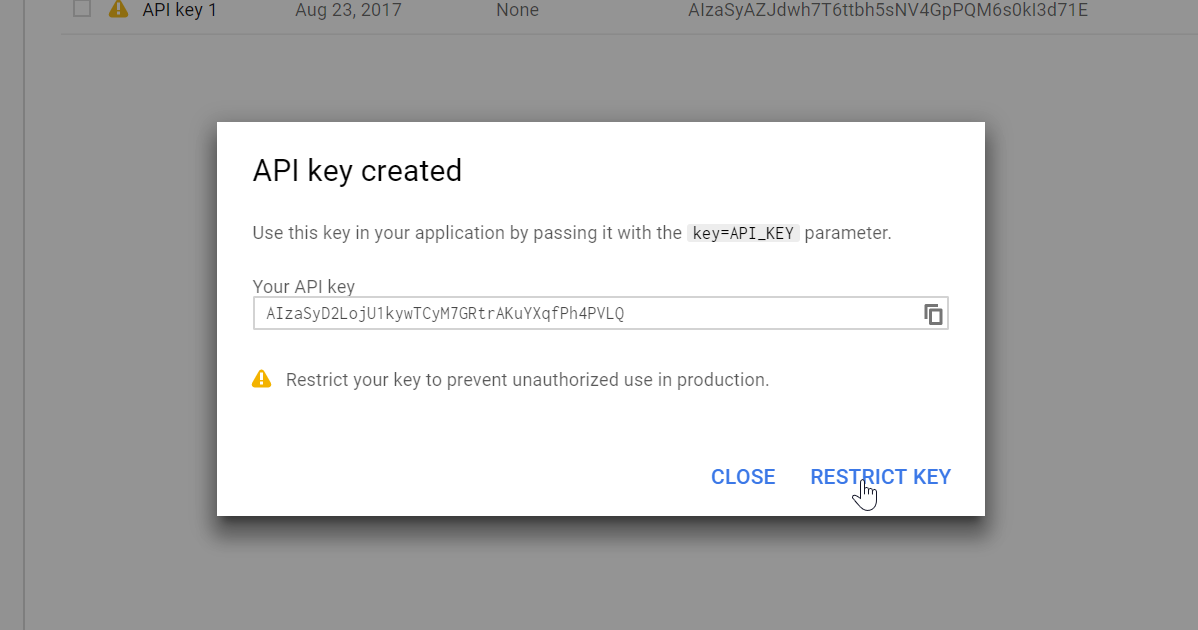 API key 1 Aug 23, 2017 None AIzaSyAZJdwh7T6ttbh5sNV4GpPQM6s0kI3d71E
API key created
Use this key in your application by passing it with the key=API_KEY parameter.
Your API key
AIzaSyD2LojU1kywTCyM7GRtrAKuYXqfPh4PVLQ
Restrict your key to prevent unauthorized use in production.
CLOSE RESTRICT KEY